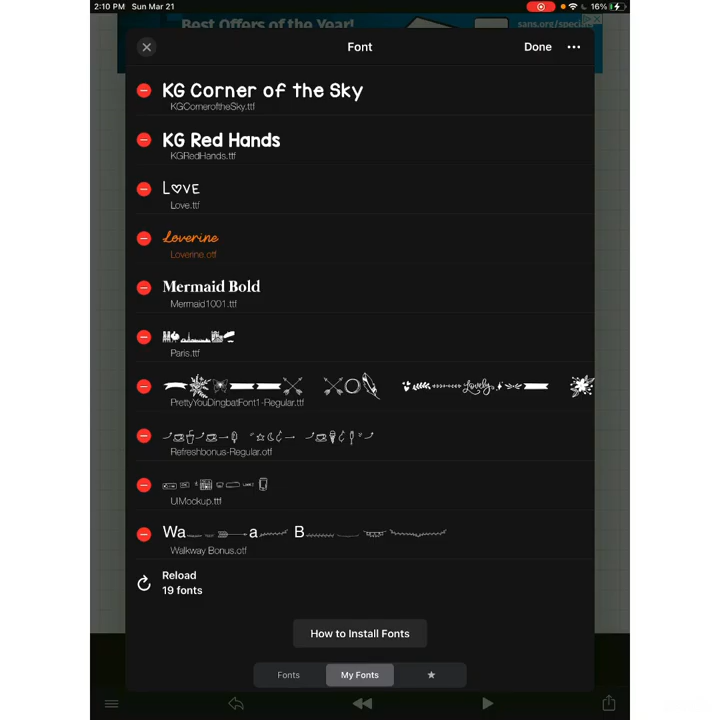 2:10 PM Sun Mar 21
16%
Best Offers of the Year!
Font
Done
KG Corner of the Sky
KGCorneroftheSky.ttf
KG Red Hands
KGRedHands.ttf
LOVE
Love.ttf
Loverine
Loverine.otf
Mermaid Bold
Mermaid1001.ttf
Paris.ttf
Lovely
PrettyYouDingbatFont1-Regular.ttf
Refreshbonus-Regular.otf
UIMockup.ttf
Wa a B
Walkway Bonus.otf
Reload
19 fonts
How to Install Fonts
Fonts
My Fonts